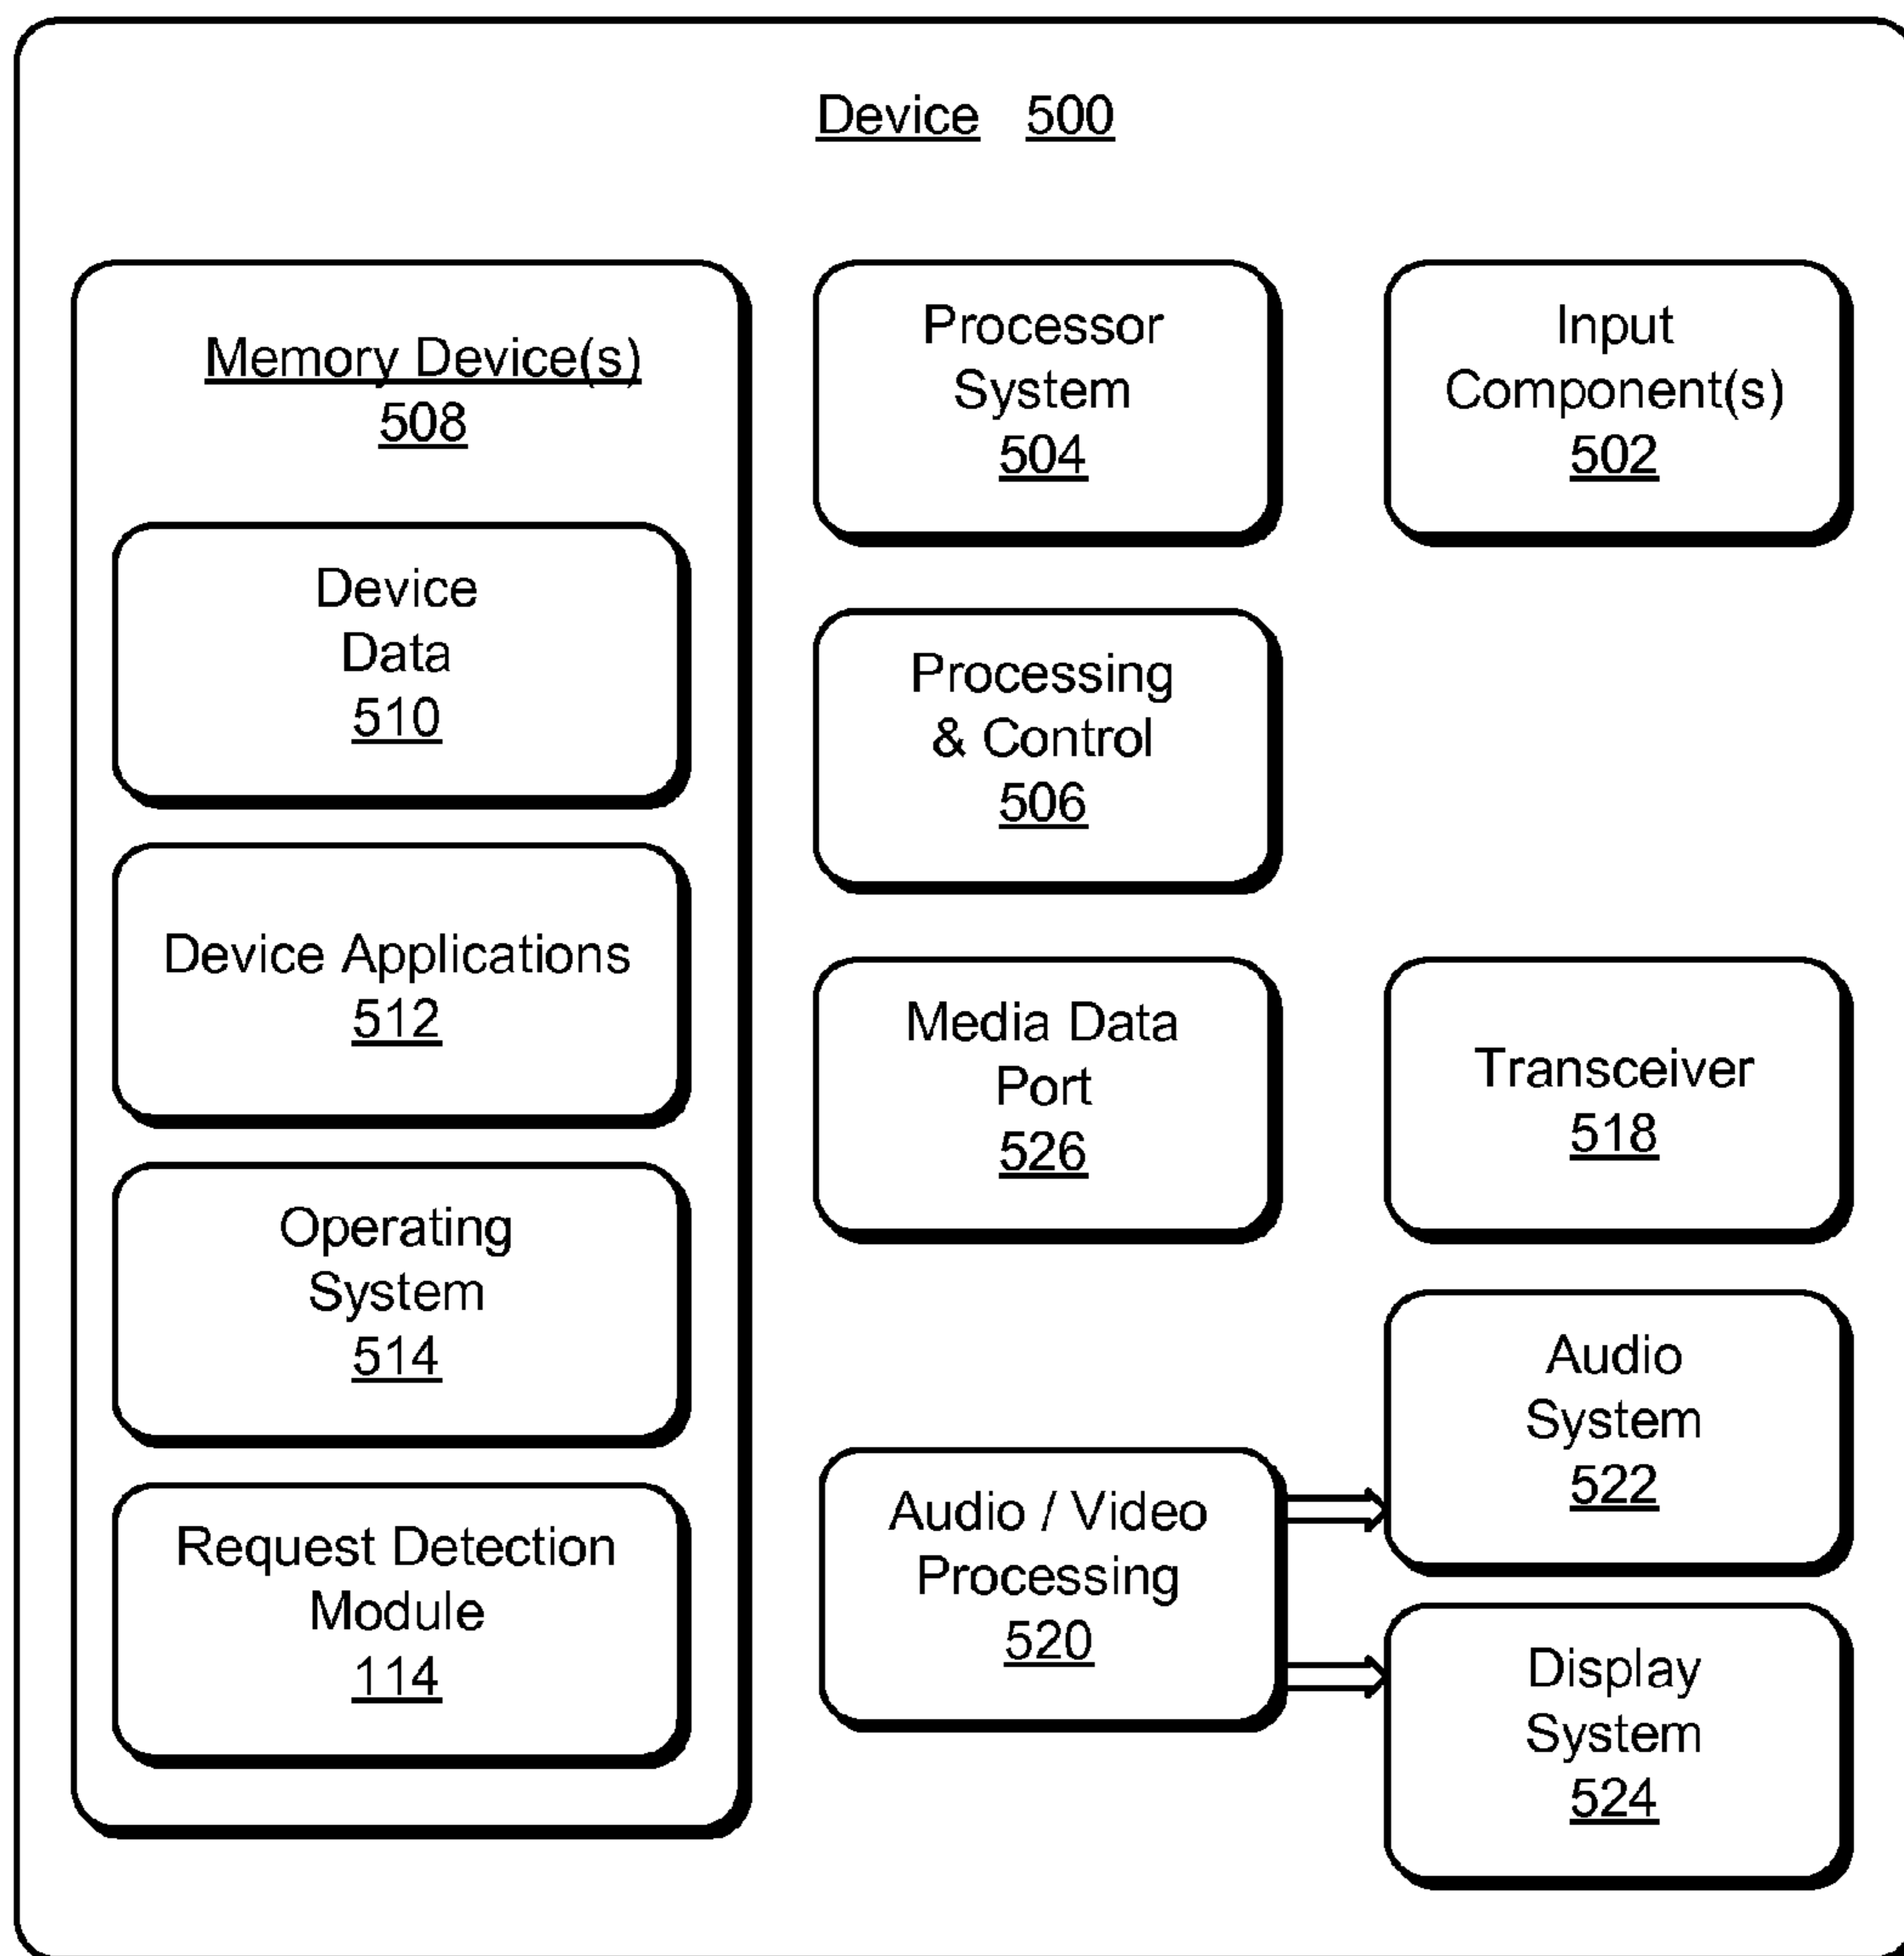 Device 500
Memory Device(s)
508
Device
Data
510
Device Applications
512
Operating
System
514
Request Detection
Module
114
Processor
System
504
Input
Component(s)
502
Processing
& Control
506
Media Data
Port
526
Transceiver
518
Audio / Video
Processing
520
Audio
System
522
Display
System
524